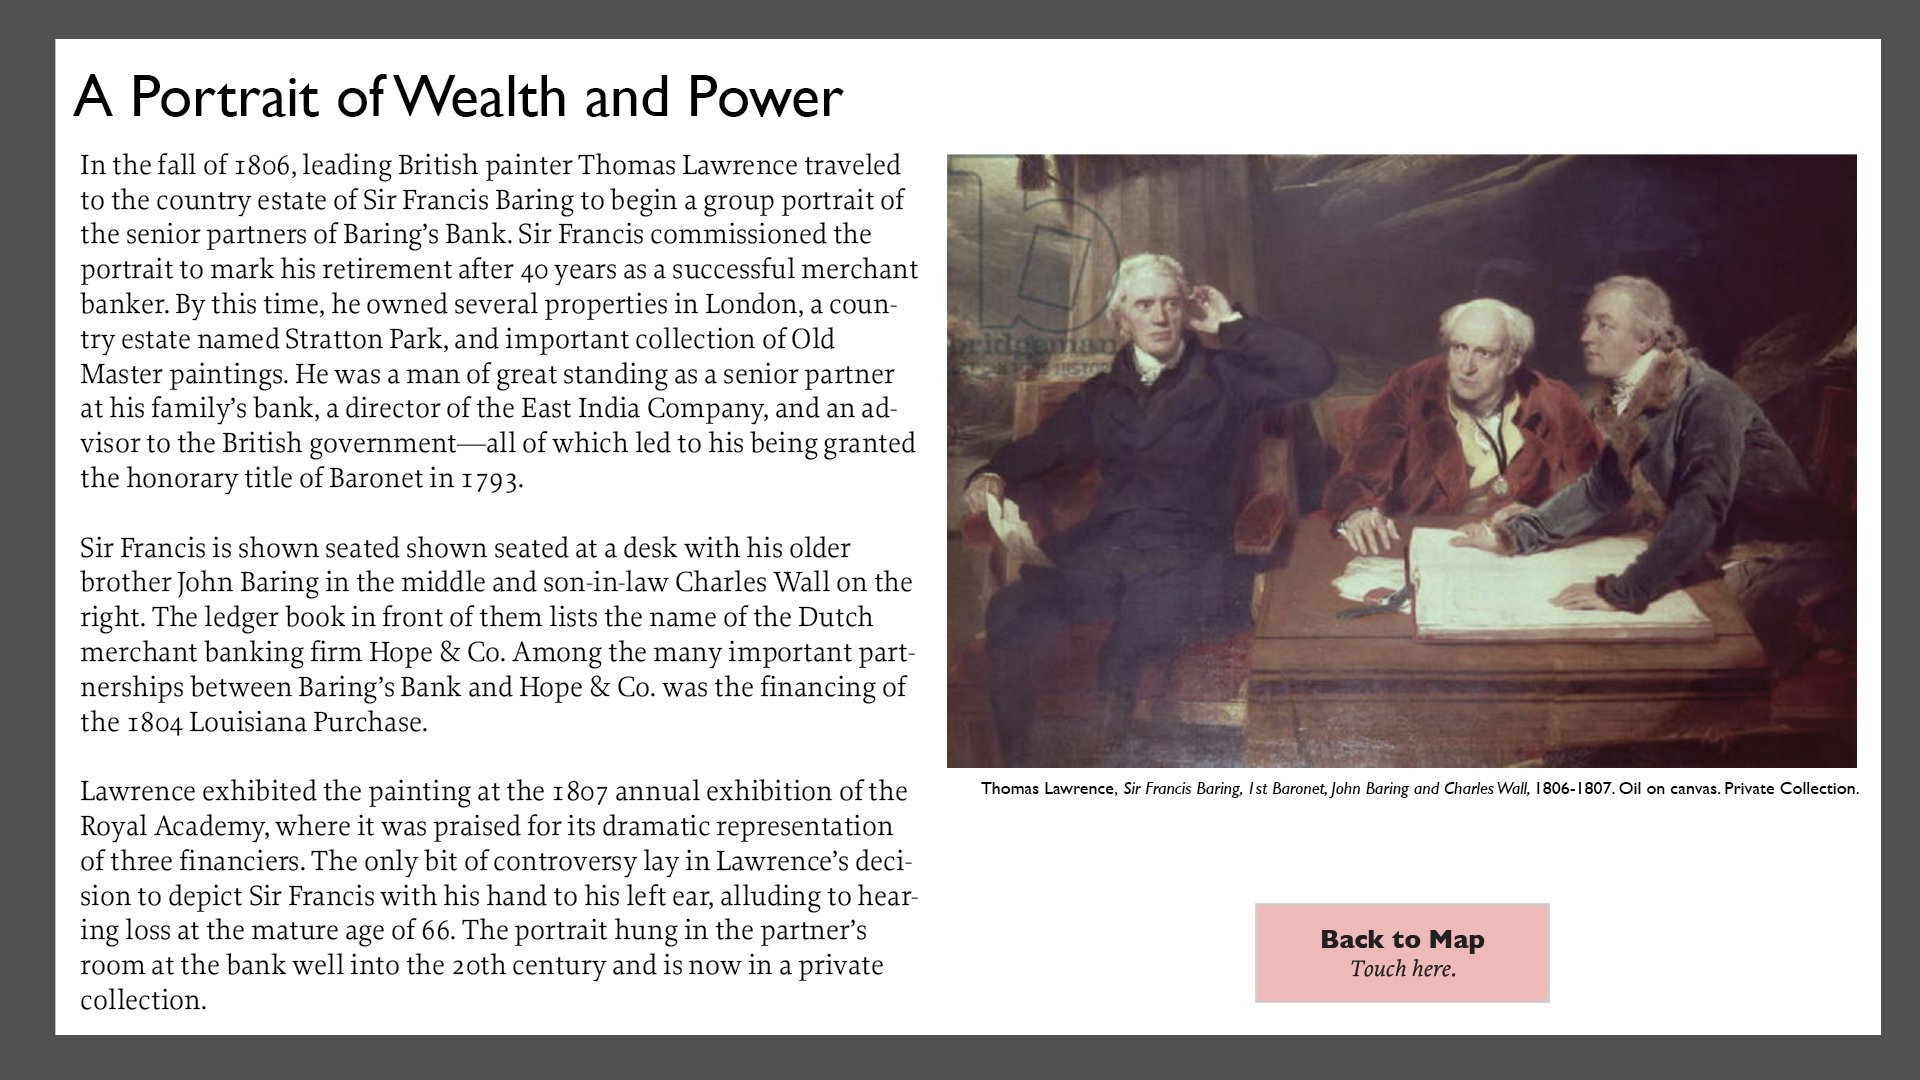 A Portrait of Wealth and Power
In the fall of 1806, leading British painter Thomas Lawrence traveled
to the country estate of Sir Francis Baring to begin a group portrait of
the senior partners of Baring’s Bank. Sir Francis commissioned the
portrait to mark his retirement after 40 years as a successful merchant
banker. By this time, he owned several properties in London, a coun-
try estate named Stratton Park, and important collection of Old
Master paintings. He was a man of great standing as a senior partner
at his family’s bank, a director of the East India Company, and an ad-
visor to the British government—all of which led to his being granted
the honorary title of Baronet in 1793.
Sir Francis is shown seated shown seated at a desk with his older
brother John Baring in the middle and son-in-law Charles Wall on the
right. The ledger book in front of them lists the name of the Dutch
merchant banking firm Hope & Co. Among the many important part-
nerships between Baring’s Bank and Hope & Co. was the financing of
the 1804 Louisiana Purchase.
Lawrence exhibited the painting at the 1807 annual exhibition of the
Royal Academy, where it was praised for its dramatic representation
of three financiers. The only bit of controversy lay in Lawrence’s deci-
sion to depict Sir Francis with his hand to his left ear, alluding to hear-
ing loss at the mature age of 66. The portrait hung in the partner’s
room at the bank well into the 20th century and is now in a private
collection.
b
bridgeman
Thomas Lawrence, Sir Francis Baring, 1st Baronet, John Baring and Charles Wall, 1806-1807. Oil on canvas. Private Collection.
Back to Map
Touch here.